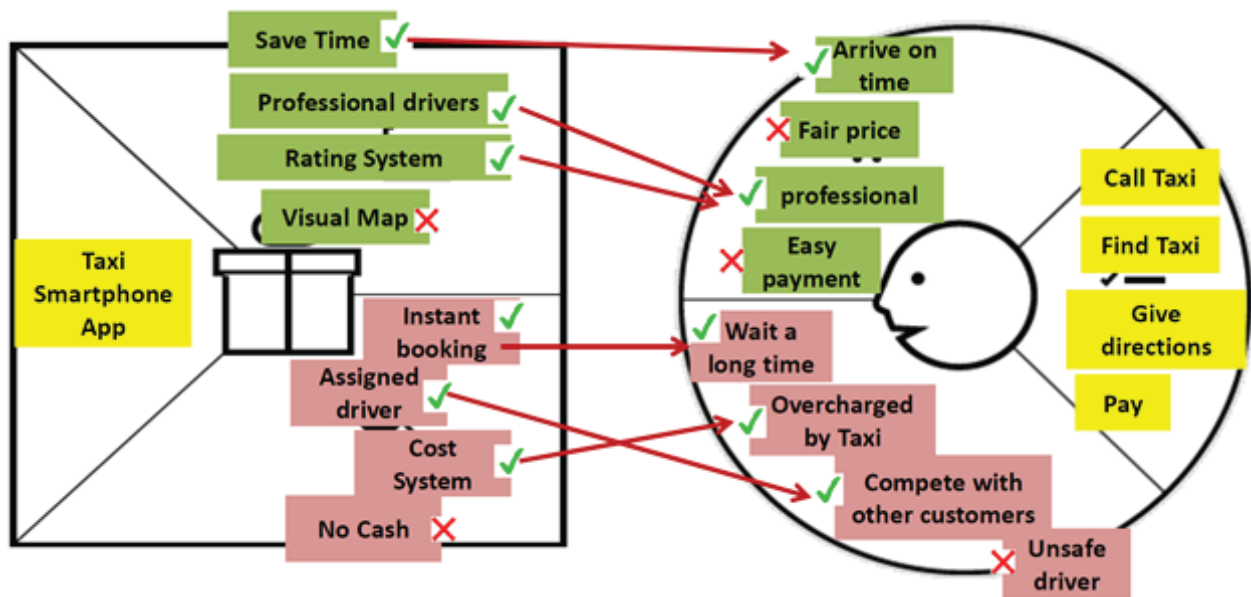 Save Time
Professional drivers
Rating System
Visual Map
Taxi
Smartphone
App
Instant
booking
Assigned
driver
Cost
System
No Cash
Arrive on
time
Fair price
professional
Easy
payment
Wait a
long time
Overcharged
by Taxi
Compete with
other customers
Unsafe
driver
Call Taxi
Find Taxi
Give
directions
Pay